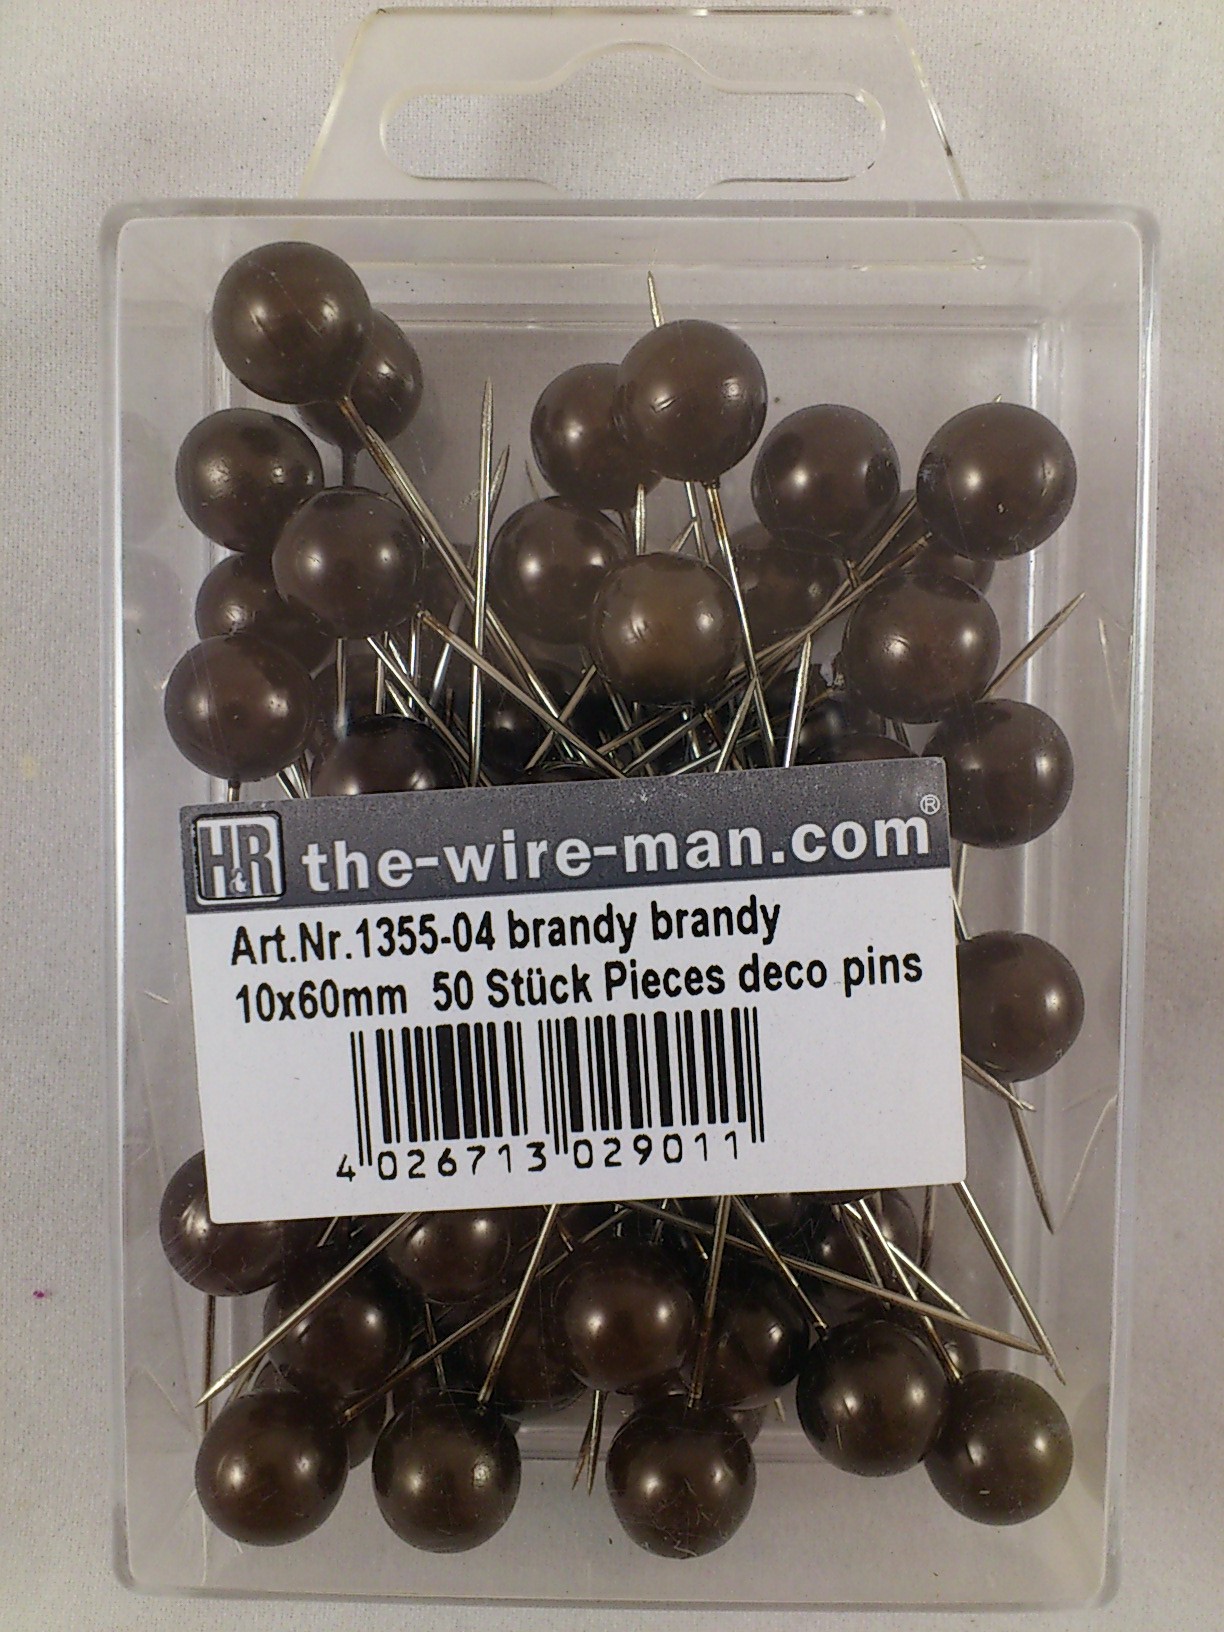 H&R the-wire-man.com®
Art.Nr.1355-04 brandy brandy
10x60mm 50 Stück Pieces deco pins
4 026713 029011